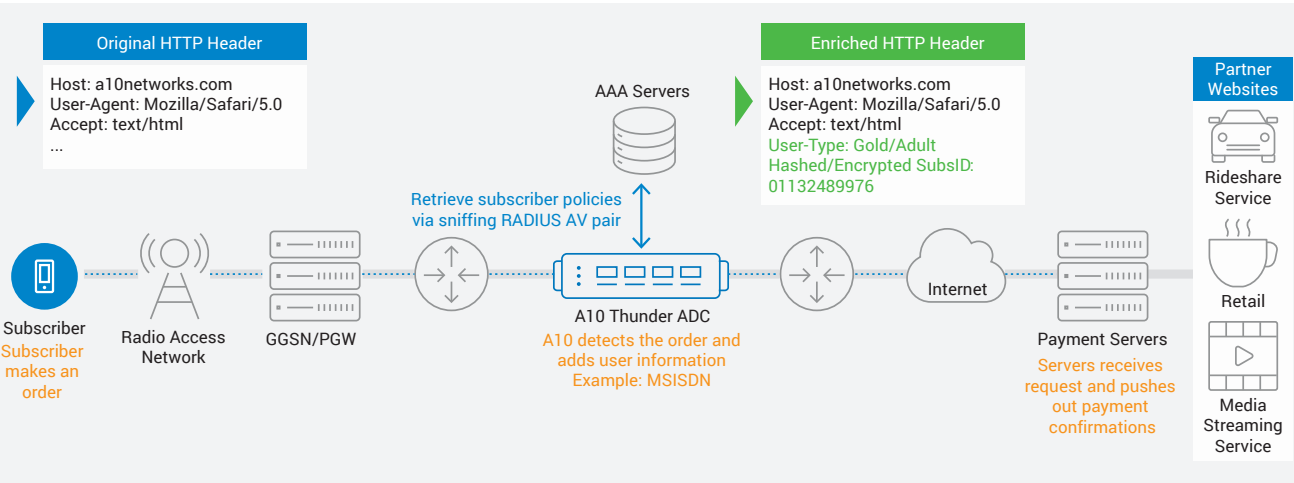 Original HTTP Header
Host: a10networks.com
User-Agent: Mozilla/Safari/5.0
Accept: text/html
...
AAA Servers
Enriched HTTP Header
Host: a10networks.com
User-Agent: Mozilla/Safari/5.0
Accept: text/html
User-Type: Gold/Adult
Hashed/Encrypted SubsID:
01132489976
Partner
Websites
Rideshare
Service
Retail
Media
Streaming
Service
Retrieve subscriber policies
via sniffing RADIUS AV pair
Subscriber
Subscriber
makes an
order
Radio Access
Network
GGSN/PGW
A10 Thunder ADC
A10 detects the order and
adds user information
Example: MSISDN
Internet
Payment Servers
Servers receives
request and pushes
out payment
confirmations